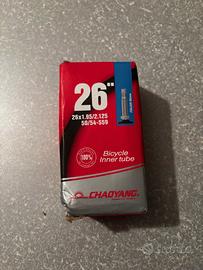 26"
26x1.95/2.125
50/54-559
100%
Bicycle
Inner tube
CHAOYANG